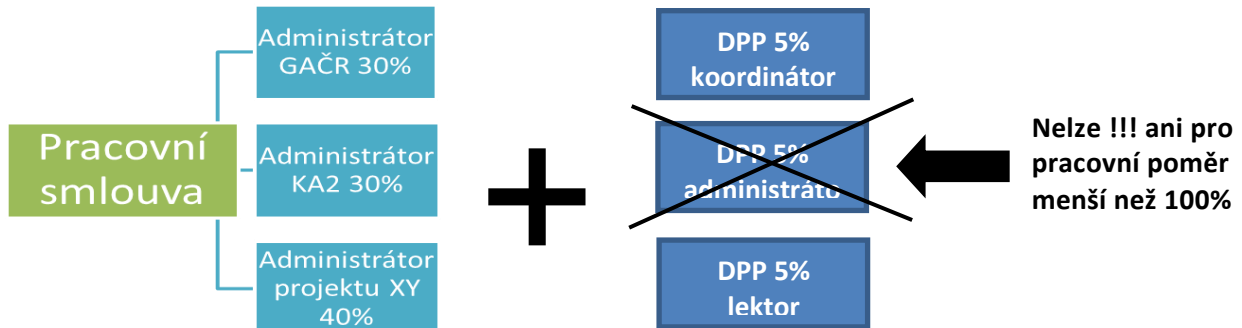 Pracovní
smlouva
Administrátor
GAČR 30%
Administrátor
KA2 30%
Administrátor
projektu XY
40%
DPP 5%
koordinátor
DPP 5%
administráto
DPP 5%
lektor
Nelze !!! ani pro
pracovní poměr
menší než 100%